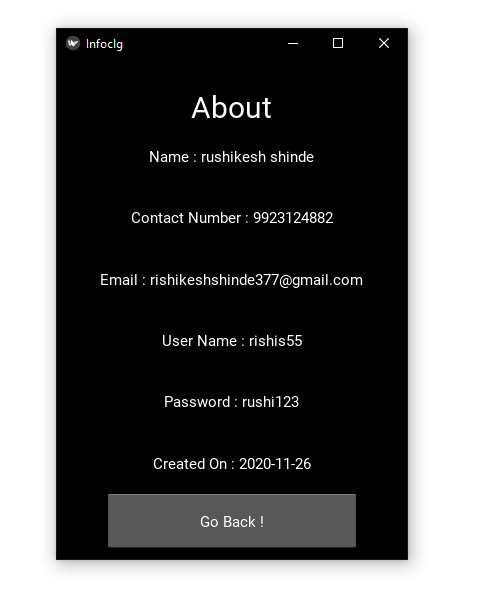 Infoclg
About
Name : rushikesh shinde
Contact Number : 9923124882
Email : rishikeshshinde377@gmail.com
User Name : rishis55
Password : rushi123
Created On : 2020-11-26
Go Back !